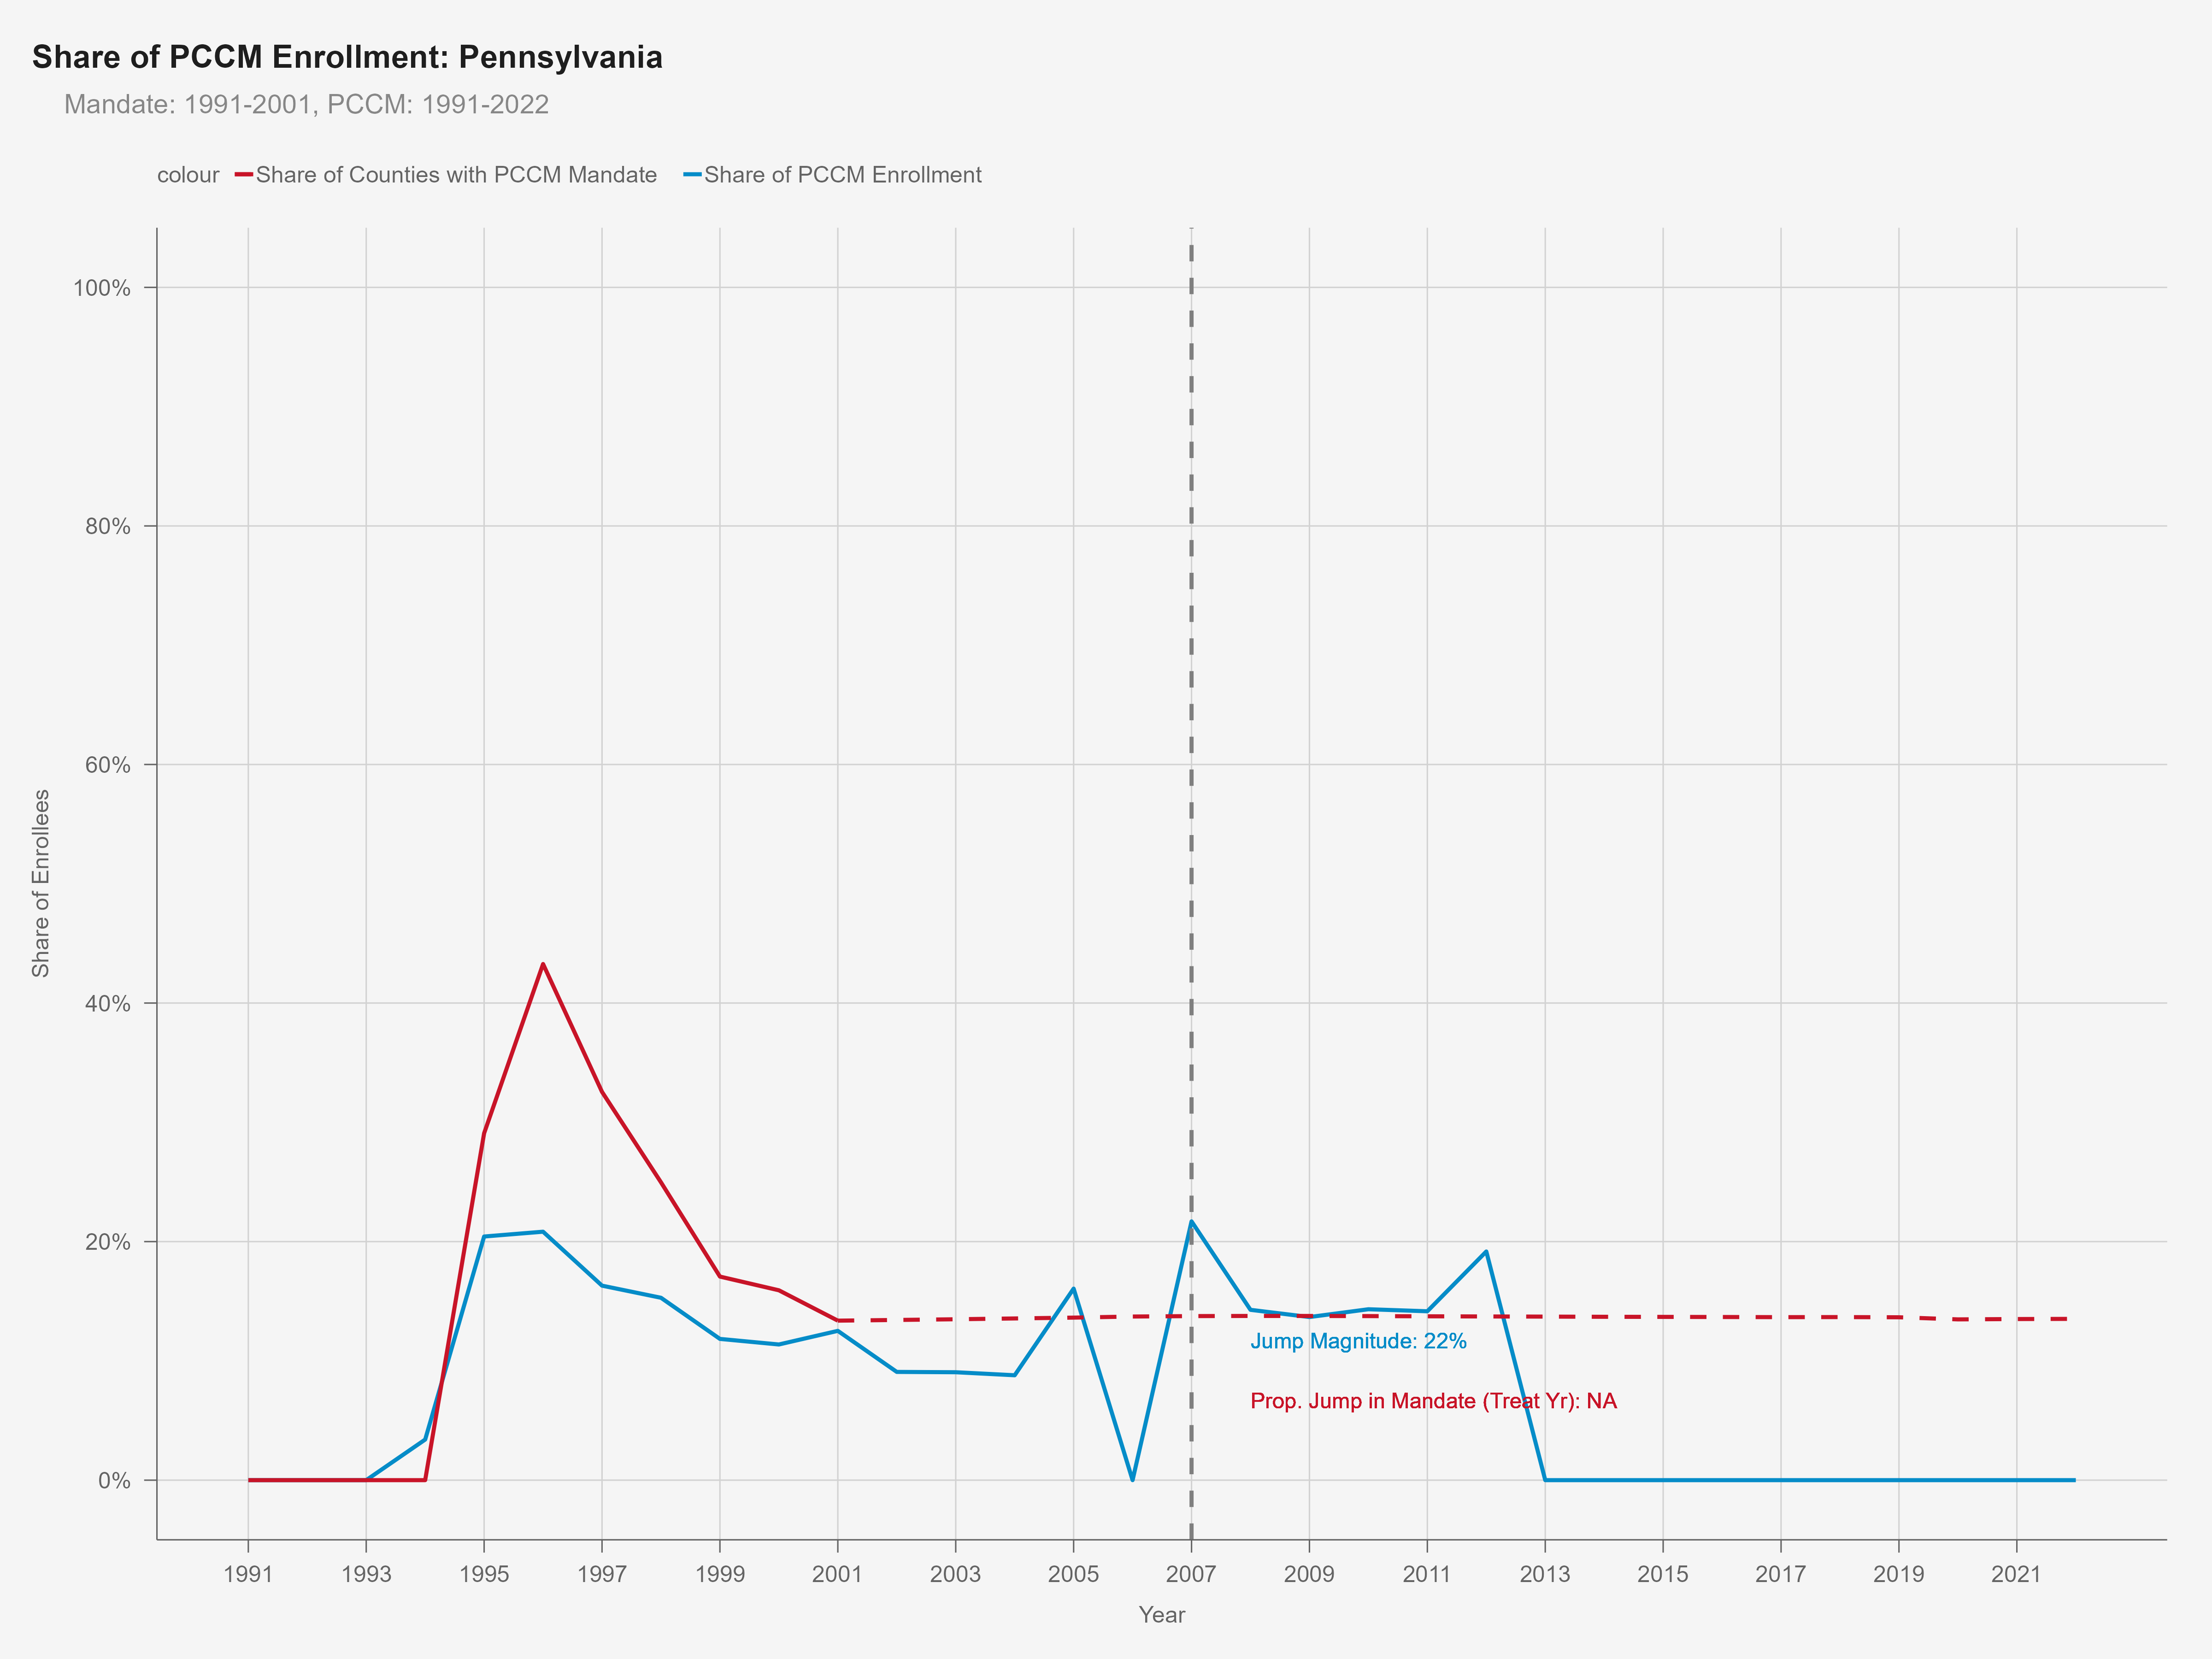 Share of PCCM Enrollment: Pennsylvania
Mandate: 1991-2001, PCCM: 1991-2022
colour Share of Counties with PCCM Mandate Share of PCCM Enrollment
100%
80%
60%
40%
20%
0%
Share of Enrollees
Jump Magnitude: 22%
Prop. Jump in Mandate (Treat Yr): NA
1991 1993 1995 1997 1999 2001 2003 2005 2007 2009 2011 2013 2015 2017 2019 2021
Year